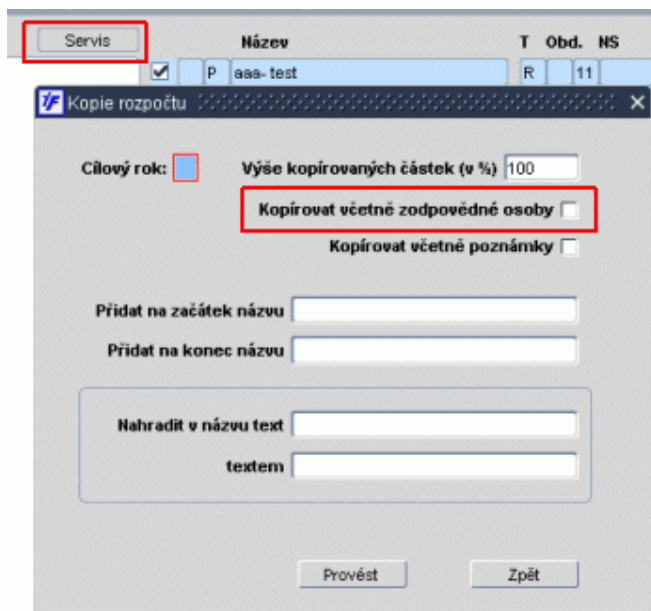 Servis Název T Obd. NS
P aaa- test R 11
Kopie rozpočtu
Cílový rok: Výše kopírovaných částek (v %) 100
Kopírovat včetně zodpovědné osoby
Kopírovat včetně poznámky
Přidat na začátek názvu
Přidat na konec názvu
Nahradit v názvu text
textem
Provést Zpět